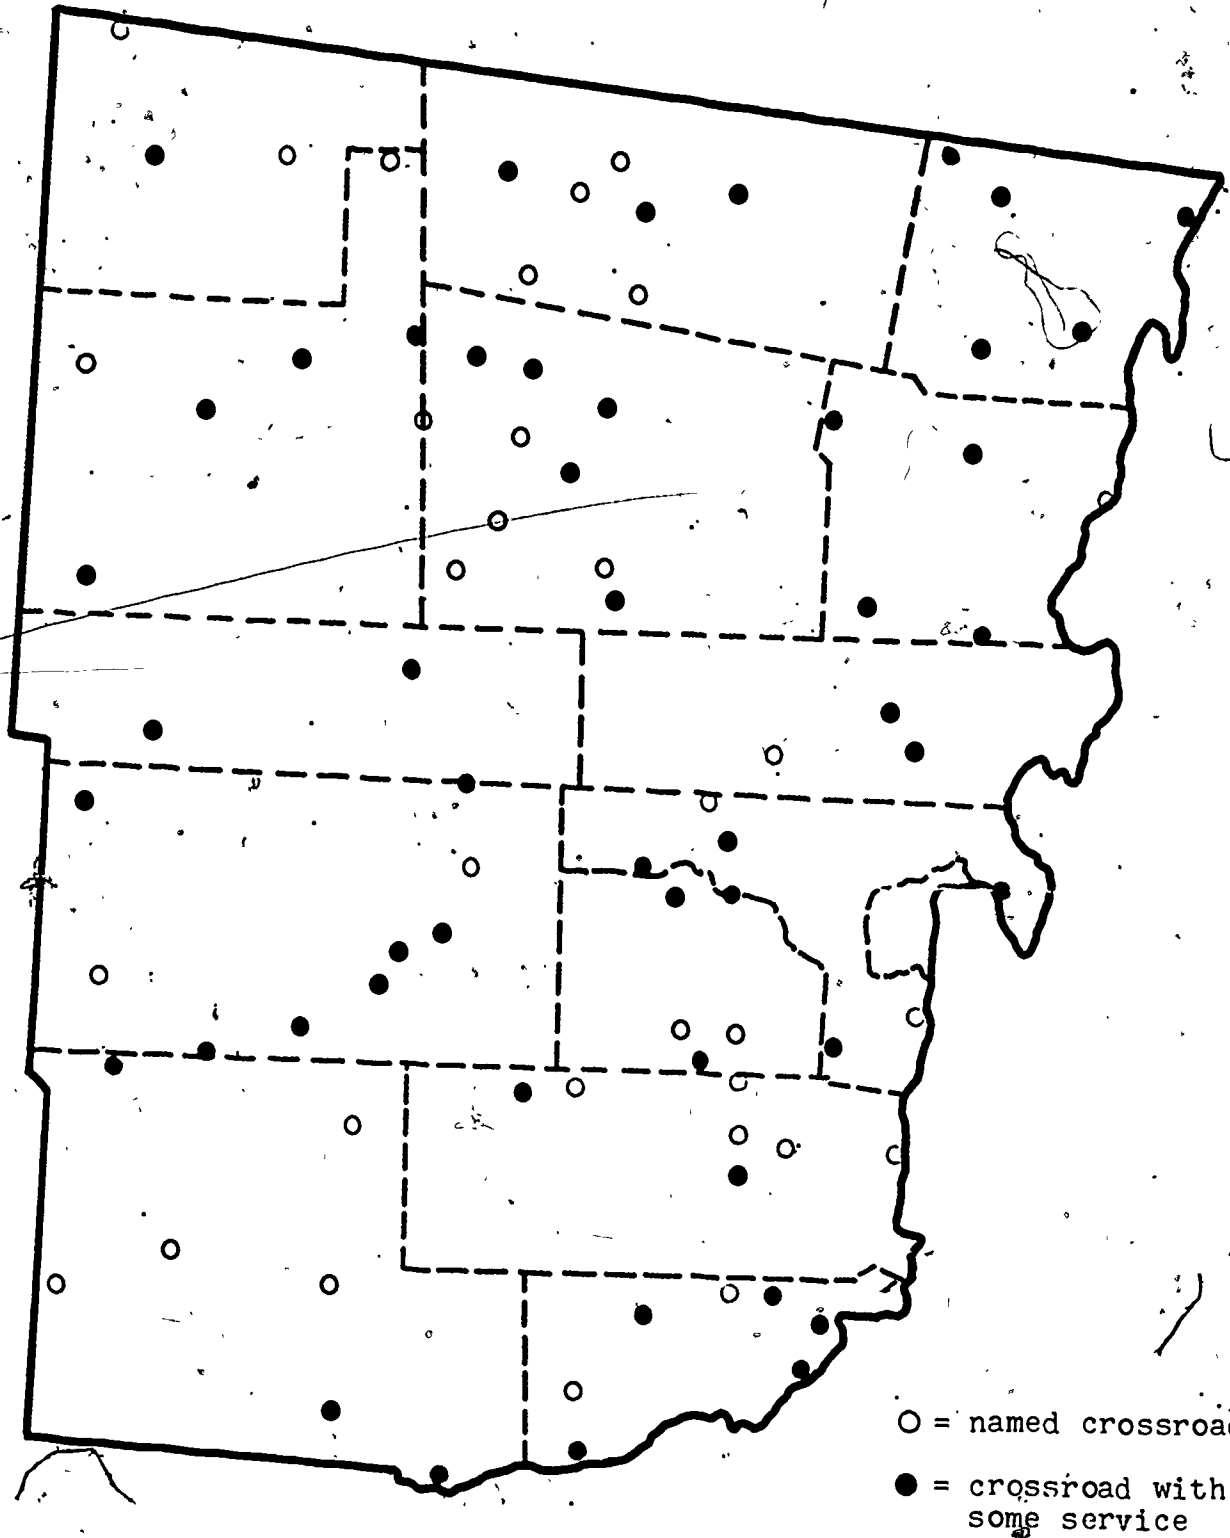 O = named crossroa
● = crossroad with
some service